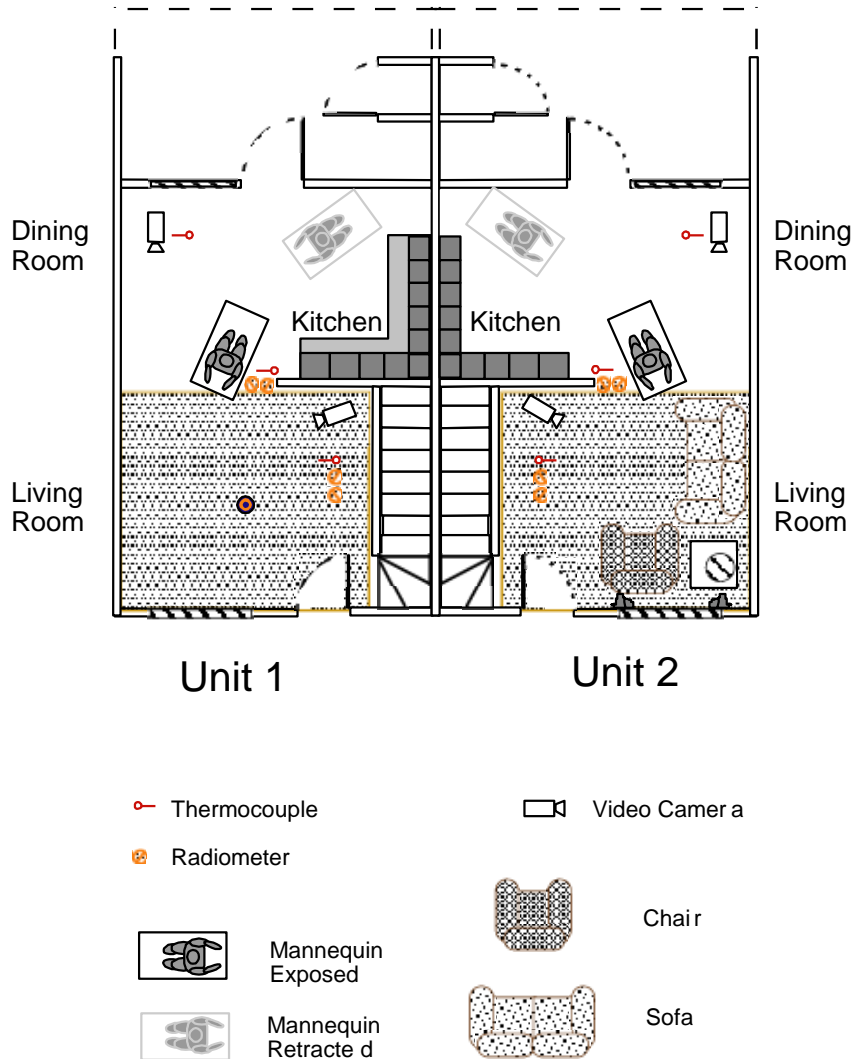 Dining
Room
Dining
Room
Kitchen
Kitchen
Living
Room
Living
Room
Unit 1
Unit 2
Thermocouple
Video Camer a
Radiometer
Chai r
Mannequin
Exposed
Sofa
Mannequin
Retracte d